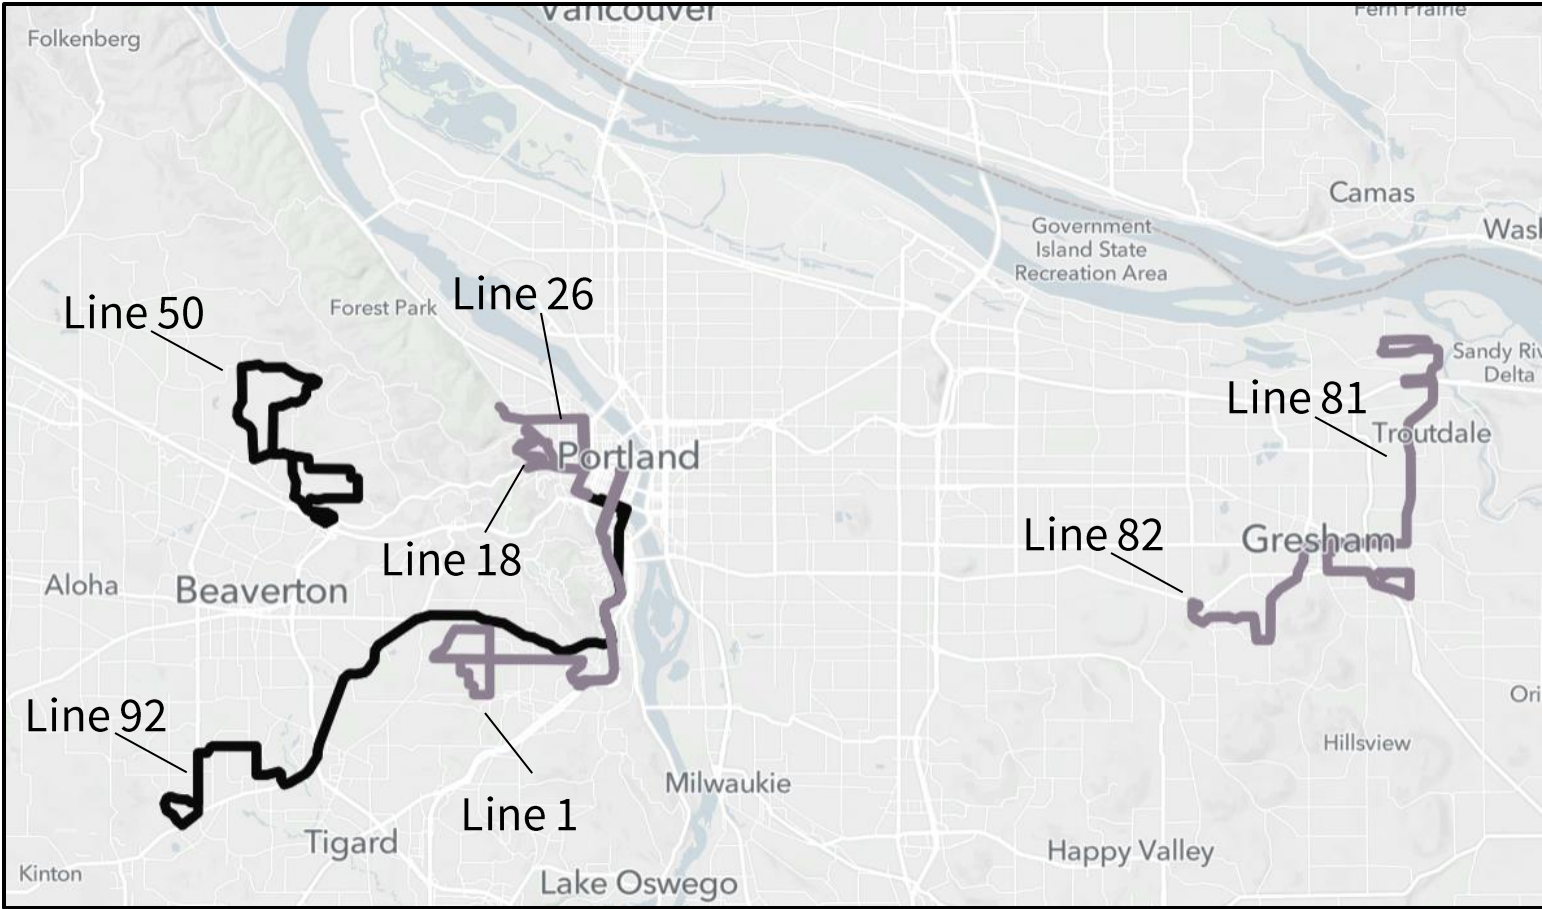 Vancouver
Fern Prairie
Folkenberg
Camas
Government
Island State
Recreation Area
Line 26
Forest Park
Line 50
Sandy Riv
Delta
Line 81
Troutdale
Portland
Line 82
Gresham
Line 18
Aloha
Beaverton
Ori
Line 92
Hillsview
Milwaukie
Line 1
Tigard
Happy Valley
Kinton
Lake Oswego